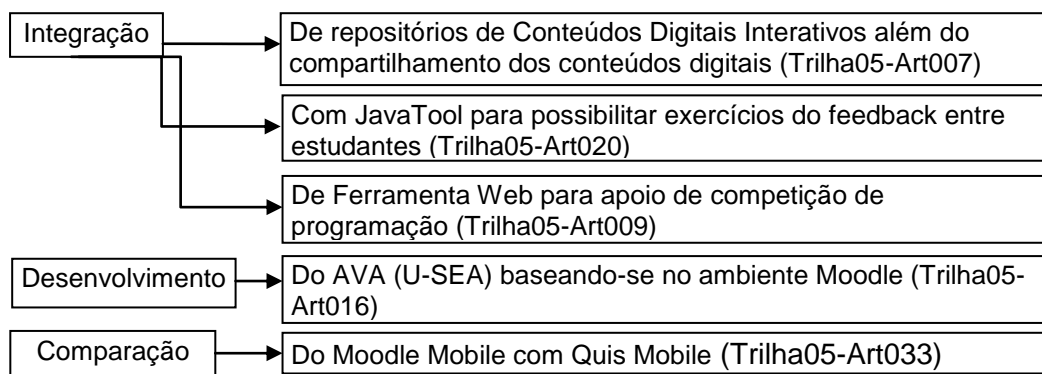 Integração
De repositórios de Conteúdos Digitais Interativos além do
compartilhamento dos conteúdos digitais (Trilha05-Art007)
Com JavaTool para possibilitar exercícios do feedback entre
estudantes (Trilha05-Art020)
De Ferramenta Web para apoio de competição de
programação (Trilha05-Art009)
Desenvolvimento
Do AVA (U-SEA) baseando-se no ambiente Moodle (Trilha05-
Art016)
Comparação
Do Moodle Mobile com Quis Mobile (Trilha05-Art033)